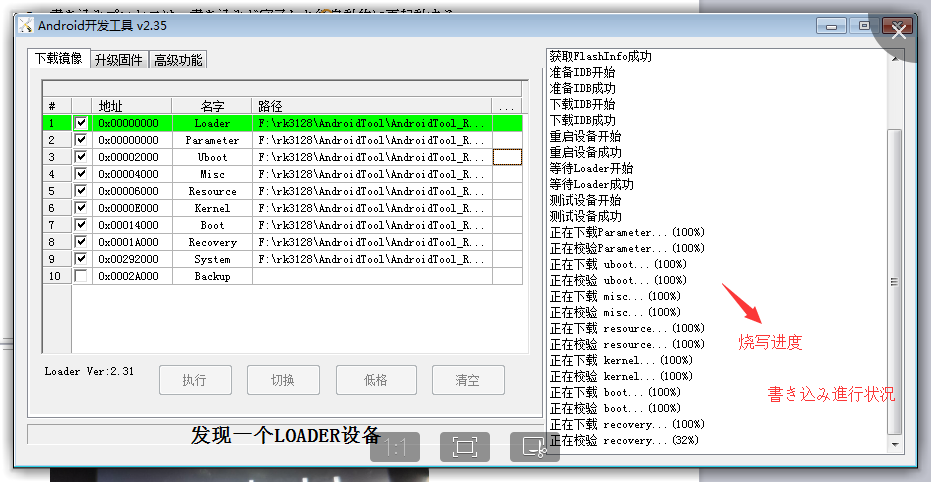 Android开发工具 v2.35
下载镜像 升级固件 高级功能
# 地址 名字 路径 ...
1 0x00000000 Loader F:\rk3128\AndroidTool\AndroidTool_R...
2 0x00000000 Parameter F:\rk3128\AndroidTool\AndroidTool_R...
3 0x00002000 Uboot F:\rk3128\AndroidTool\AndroidTool_R...
4 0x00004000 Misc F:\rk3128\AndroidTool\AndroidTool_R...
5 0x00006000 Resource F:\rk3128\AndroidTool\AndroidTool_R...
6 0x0000E000 Kernel F:\rk3128\AndroidTool\AndroidTool_R...
7 0x00014000 Boot F:\rk3128\AndroidTool\AndroidTool_R...
8 0x0001A000 Recovery F:\rk3128\AndroidTool\AndroidTool_R...
9 0x00292000 System F:\rk3128\AndroidTool\AndroidTool_R...
10 0x0002A000 Backup
Loader Ver:2.31
执行 切换 低格 清空
发现一个LOADER设备
1:1
获取FlashInfo成功
准备IDB开始
准备IDB成功
下载IDB开始
下载IDB成功
重启设备开始
重启设备成功
等待Loader开始
等待Loader成功
测试设备开始
测试设备成功
正在下载Parameter...(100%)
正在校验Parameter...(100%)
正在下载 uboot...(100%)
正在校验 uboot...(100%)
正在下载 misc...(100%)
正在校验 misc...(100%)
正在下载 resource...(100%)
正在校验 resource...(100%)
正在下载 kernel...(100%)
正在校验 kernel...(100%)
正在下载 boot...(100%)
正在校验 boot...(100%)
正在下载 recovery...(100%)
正在校验 recovery...(32%)
烧写进度
書き込み進行状况